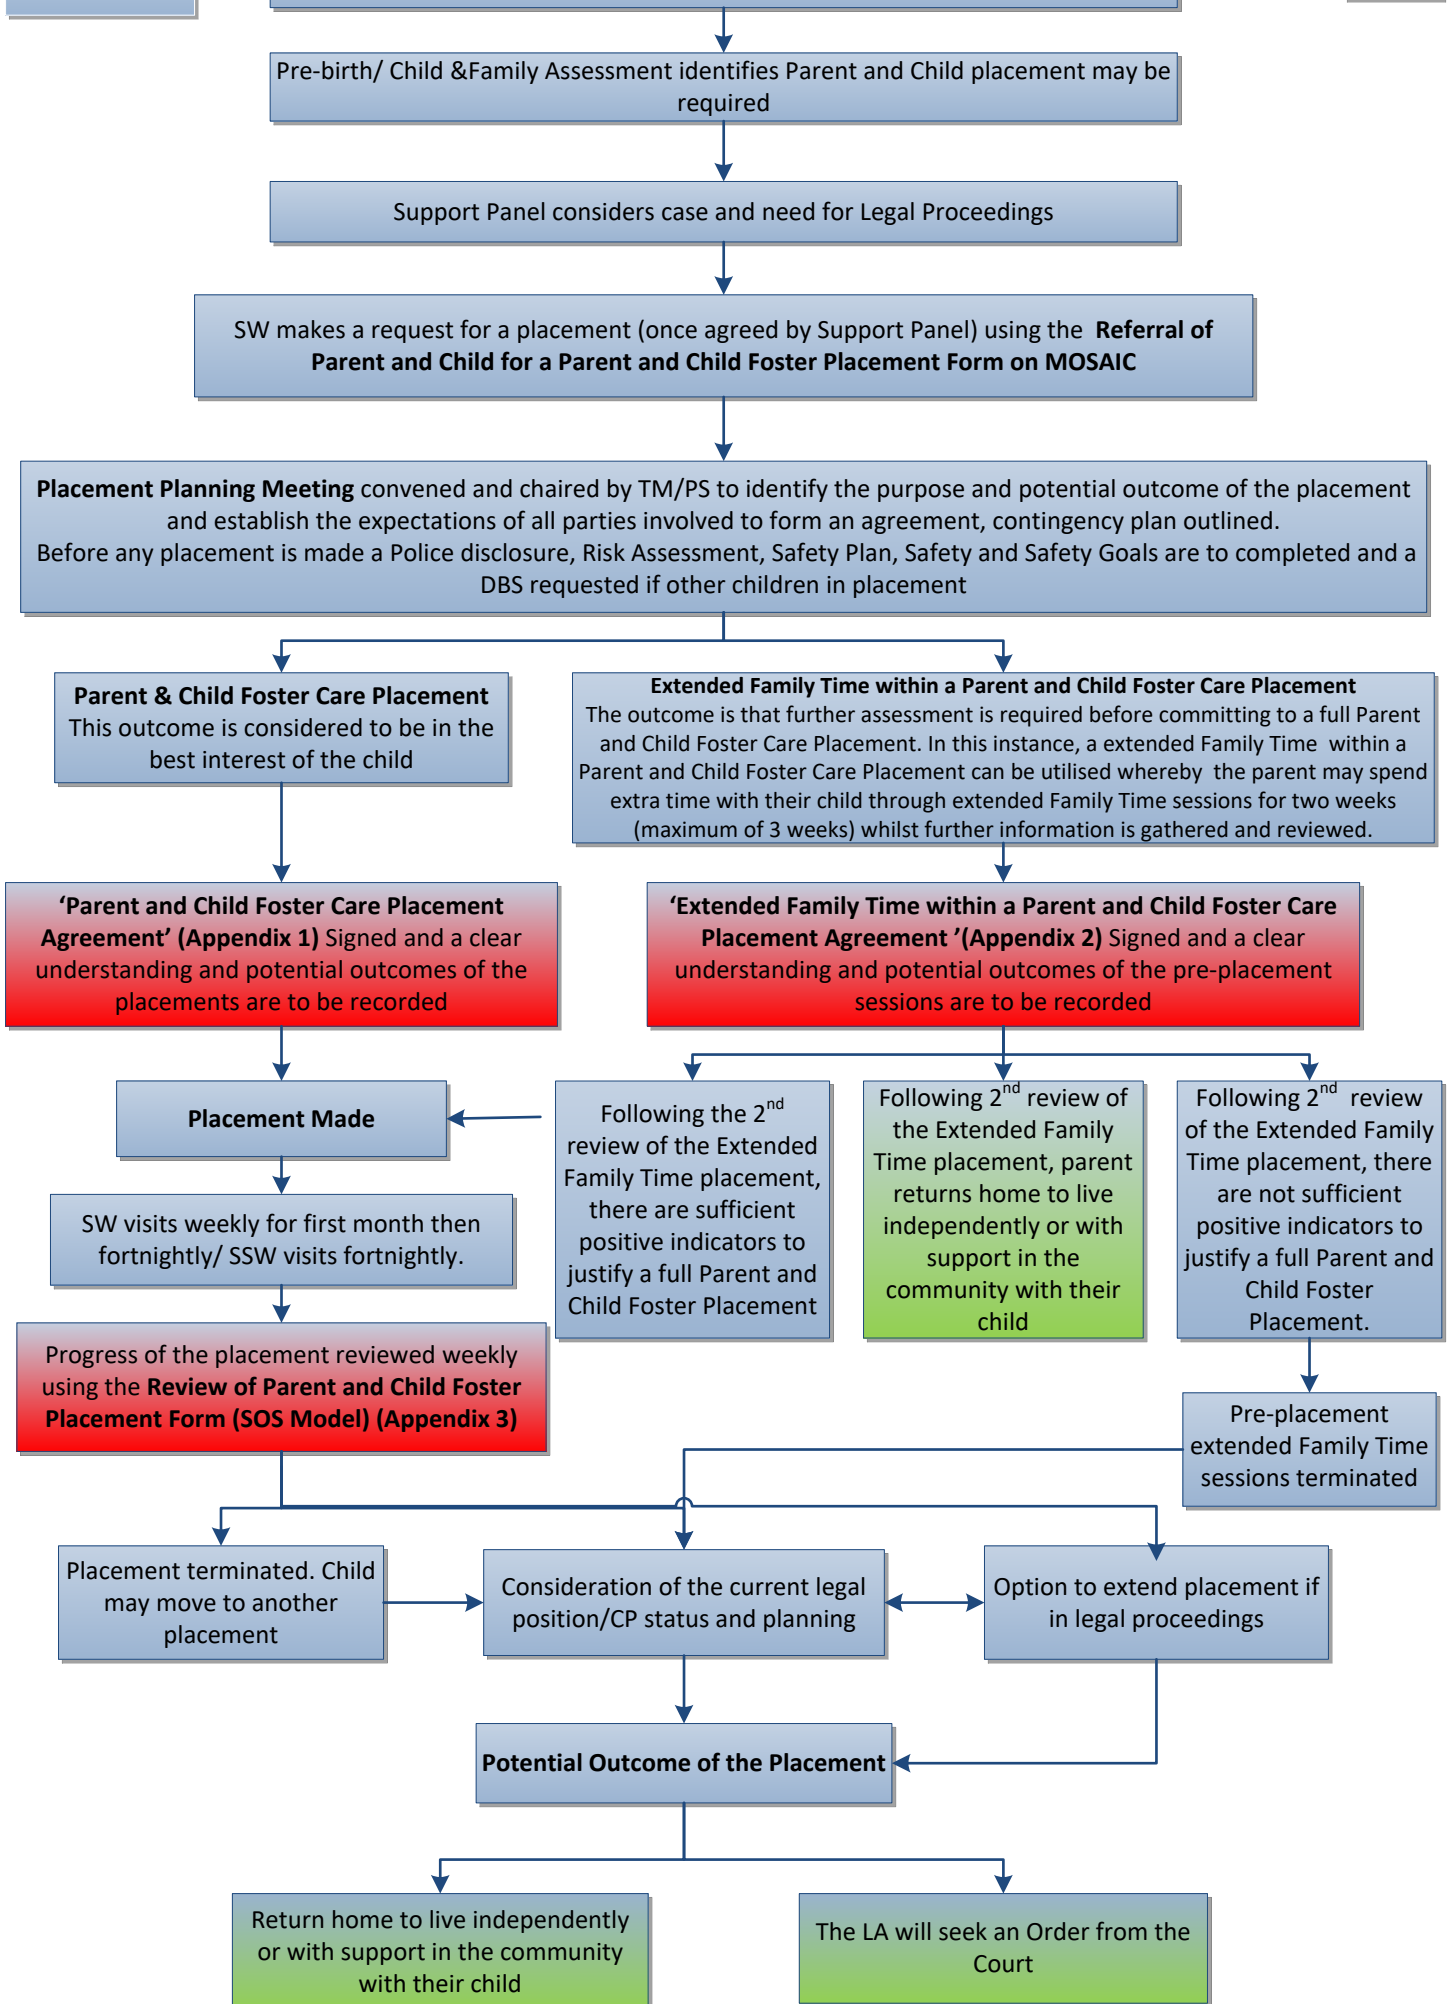 Pre-birth/ Child &Family Assessment identifies Parent and Child placement may be
required
Support Panel considers case and need for Legal Proceedings
SW makes a request for a placement (once agreed by Support Panel) using the Referral of
Parent and Child for a Parent and Child Foster Placement Form on MOSAIC
Placement Planning Meeting convened and chaired by TM/PS to identify the purpose and potential outcome of the placement
and establish the expectations of all parties involved to form an agreement, contingency plan outlined.
Before any placement is made a Police disclosure, Risk Assessment, Safety Plan, Safety and Safety Goals are to completed and a
DBS requested if other children in placement
Parent & Child Foster Care Placement
This outcome is considered to be in the
best interest of the child
Extended Family Time within a Parent and Child Foster Care Placement
The outcome is that further assessment is required before committing to a full Parent
and Child Foster Care Placement. In this instance, a extended Family Time within a
Parent and Child Foster Care Placement can be utilised whereby the parent may spend
extra time with their child through extended Family Time sessions for two weeks
(maximum of 3 weeks) whilst further information is gathered and reviewed.
‘Parent and Child Foster Care Placement
Agreement’ (Appendix 1) Signed and a clear
understanding and potential outcomes of the
placements are to be recorded
‘Extended Family Time within a Parent and Child Foster Care
Placement Agreement ’(Appendix 2) Signed and a clear
understanding and potential outcomes of the pre-placement
sessions are to be recorded
Placement Made
Following the 2nd
review of the Extended
Family Time placement,
there are sufficient
positive indicators to
justify a full Parent and
Child Foster Placement
Following 2nd review of
the Extended Family
Time placement, parent
returns home to live
independently or with
support in the
community with their
child
Following 2nd review
of the Extended Family
Time placement, there
are not sufficient
positive indicators to
justify a full Parent and
Child Foster
Placement.
SW visits weekly for first month then
fortnightly/ SSW visits fortnightly.
Progress of the placement reviewed weekly
using the Review of Parent and Child Foster
Placement Form (SOS Model) (Appendix 3)
Pre-placement
extended Family Time
sessions terminated
Placement terminated. Child
may move to another
placement
Consideration of the current legal
position/CP status and planning
Option to extend placement if
in legal proceedings
Potential Outcome of the Placement
Return home to live independently
or with support in the community
with their child
The LA will seek an Order from the
Court